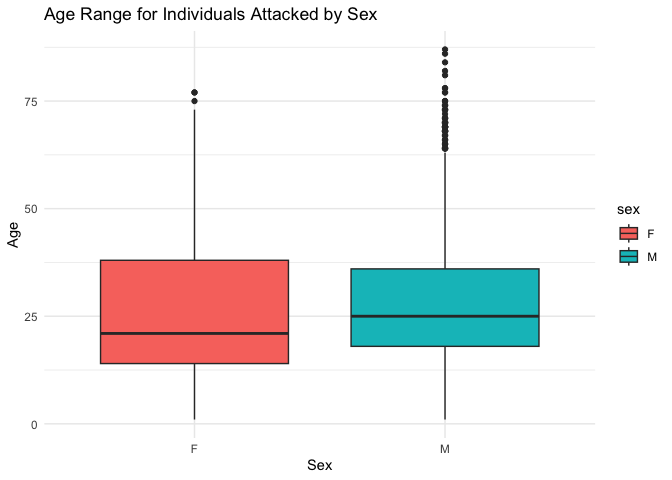 Age Range for Individuals Attacked by Sex
75
50
25
0
Age
F
M
Sex
sex
F
M